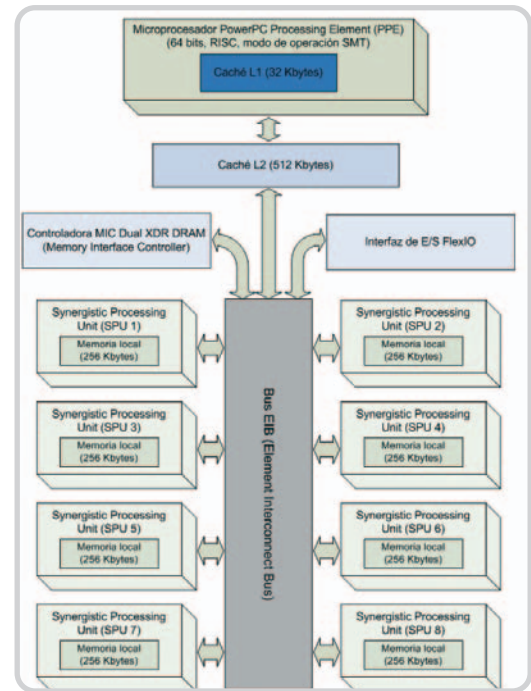 Microprocesador PowerPC Processing Element (PPE)
(64 bits, RISC, modo de operación SMT)
Caché L1 (32 Kbytes)
Caché L2 (512 Kbytes)
Controladora MIC Dual XDR DRAM
(Memory Interface Controller)
Interfaz de E/S FlexIO
Bus EIB (Element Interconnect Bus)
Synergistic Processing
Unit (SPU 1)
Memoria local
(256 Kbytes)
Synergistic Processing
Unit (SPU 2)
Memoria local
(256 Kbytes)
Synergistic Processing
Unit (SPU 3)
Memoria local
(256 Kbytes)
Synergistic Processing
Unit (SPU 4)
Memoria local
(256 Kbytes)
Synergistic Processing
Unit (SPU 5)
Memoria local
(256 Kbytes)
Synergistic Processing
Unit (SPU 6)
Memoria local
(256 Kbytes)
Synergistic Processing
Unit (SPU 7)
Memoria local
(256 Kbytes)
Synergistic Processing
Unit (SPU 8)
Memoria local
(256 Kbytes)